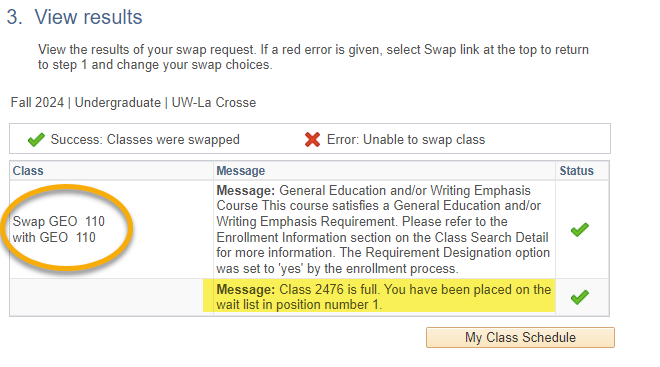 3. View results
View the results of your swap request. If a red error is given, select Swap link at the top to return
to step 1 and change your swap choices.
Fall 2024 | Undergraduate | UW-La Crosse
Success: Classes were swapped
Error: Unable to swap class
Class
Message
Status
Swap GEO 110
with GEO 110
Message: General Education and/or Writing Emphasis
Course This course satisfies a General Education and/or
Writing Emphasis Requirement. Please refer to the
Enrollment Information section on the Class Search Detail
for more information. The Requirement Designation option
was set to 'yes' by the enrollment process.
Message: Class 2476 is full. You have been placed on the
wait list in position number 1.
My Class Schedule